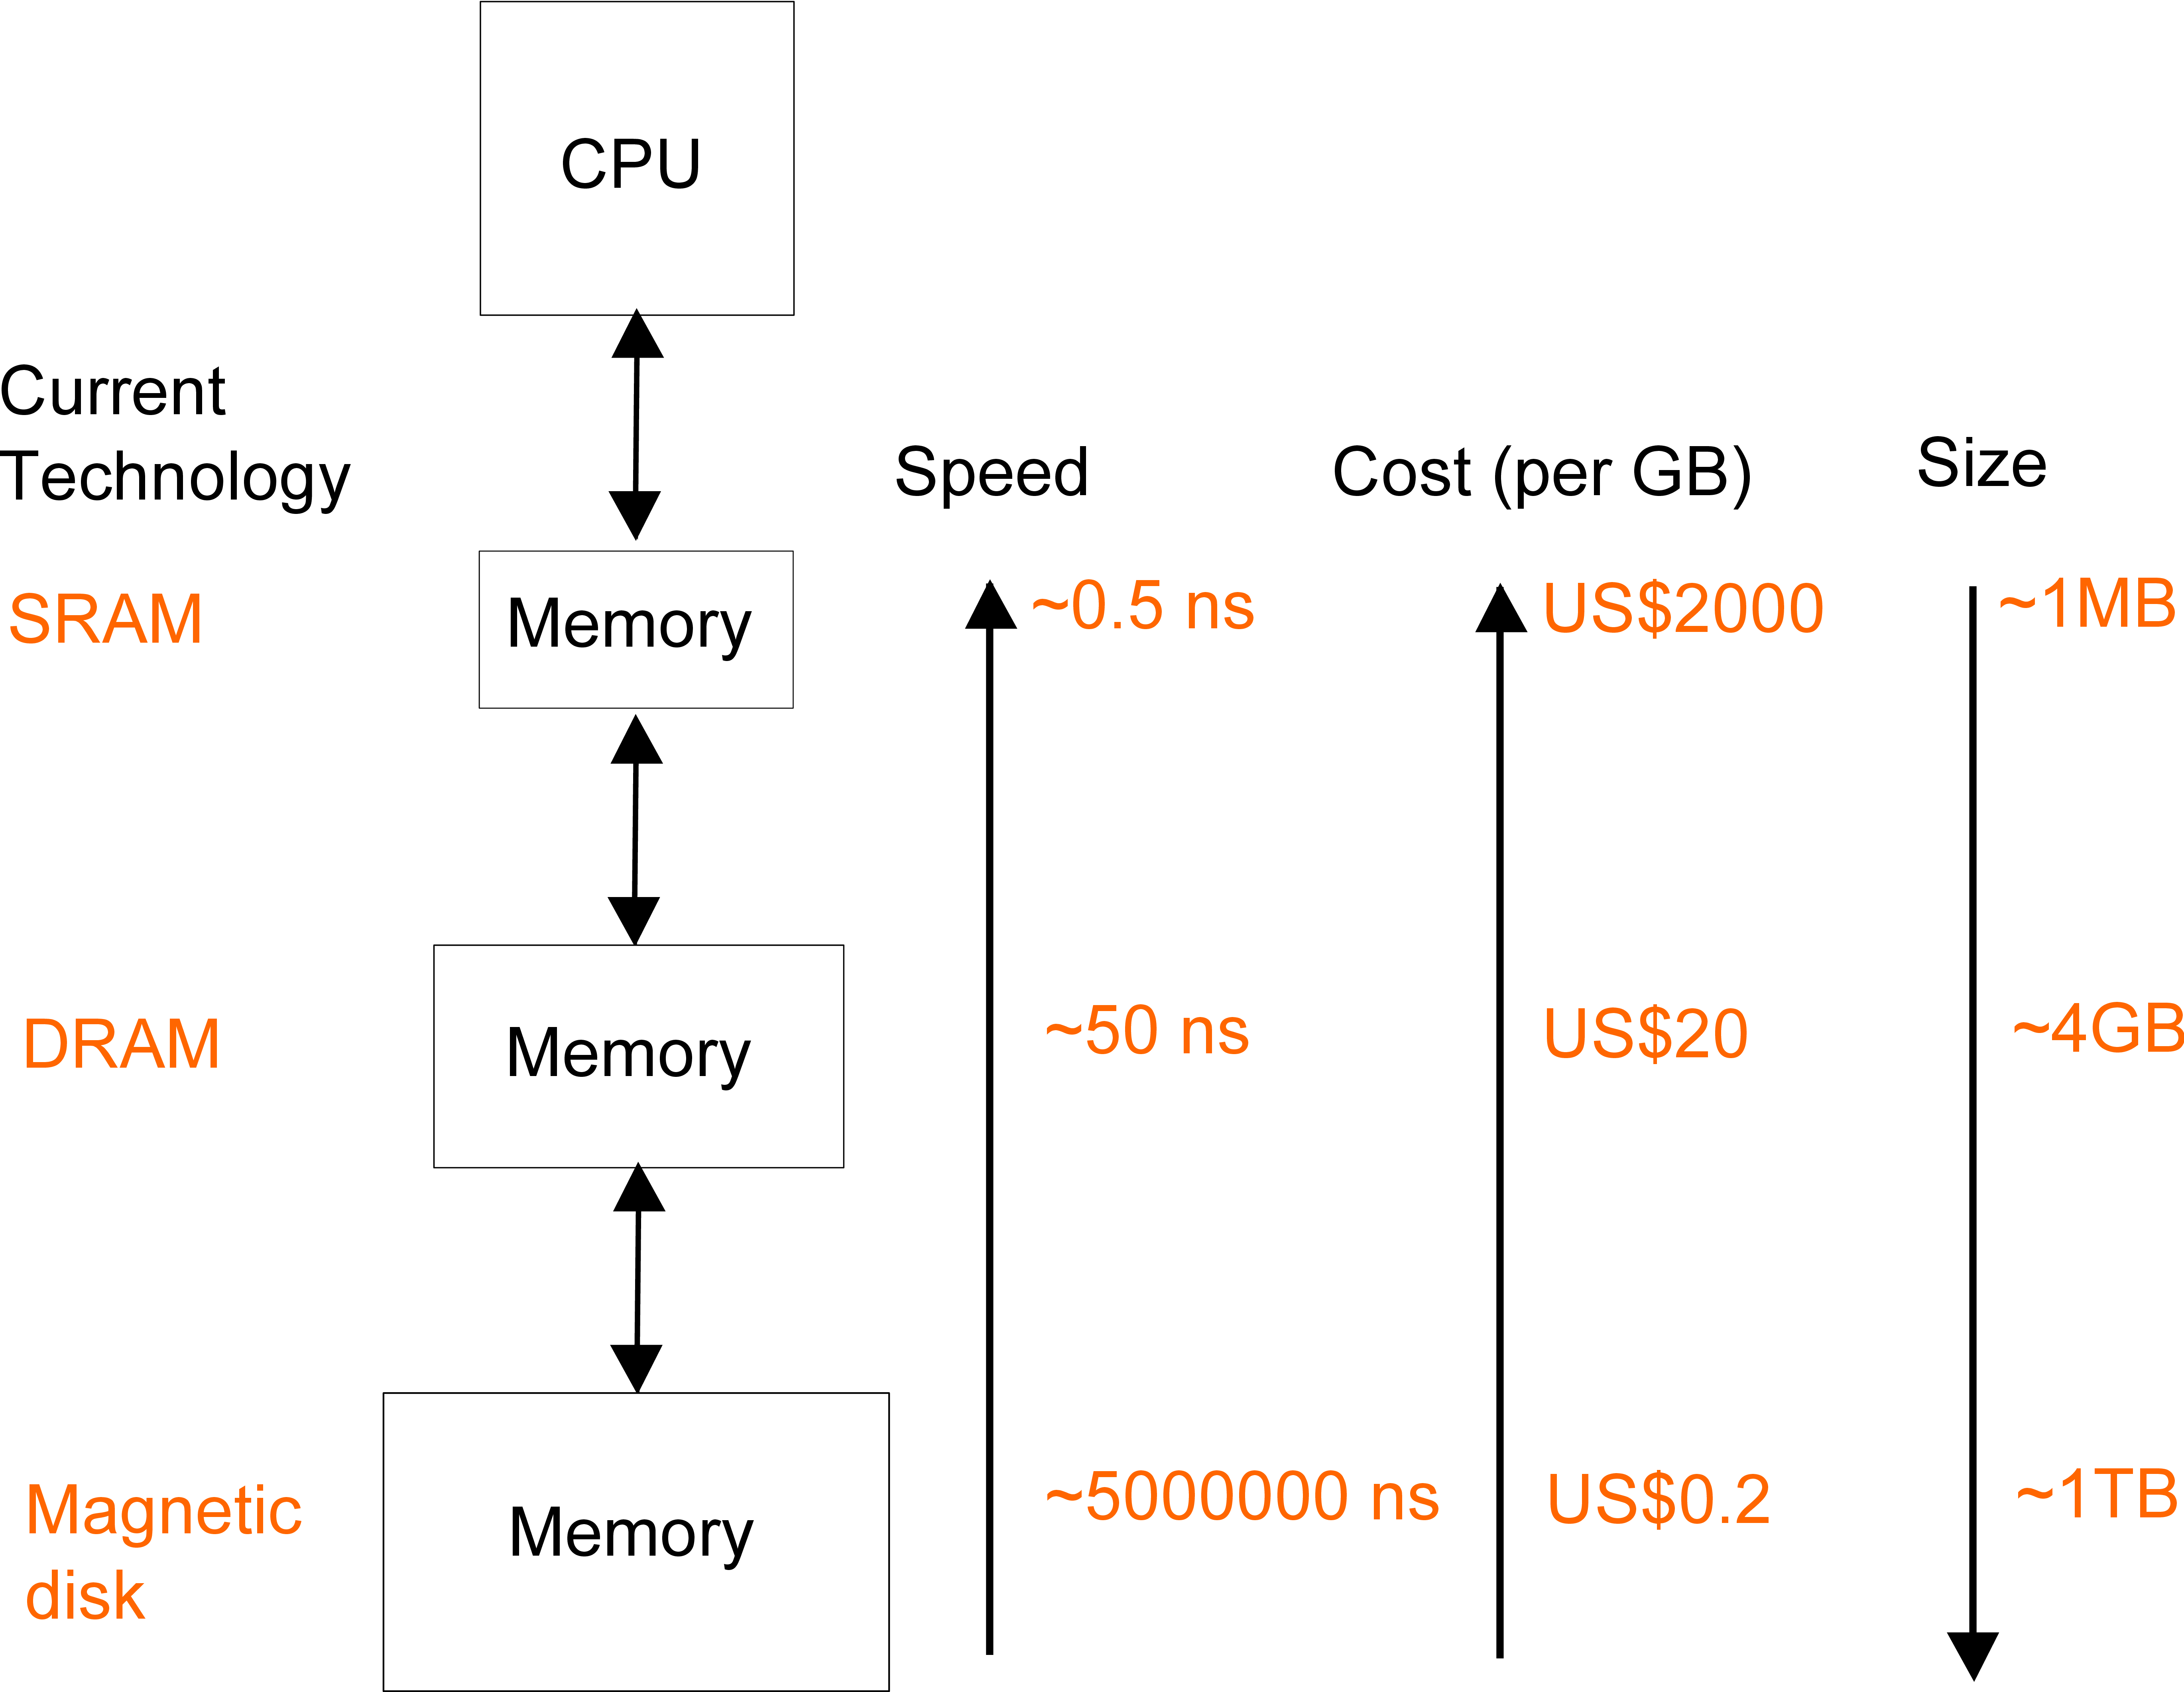 CPU
Current
Technology
Speed
Cost (per GB)
Size
SRAM
Memory
~0.5 ns
US$2000
~1MB
DRAM
Memory
~50 ns
US$20
~4GB
Magnetic
disk
Memory
~5000000 ns
US$0.2
~1TB